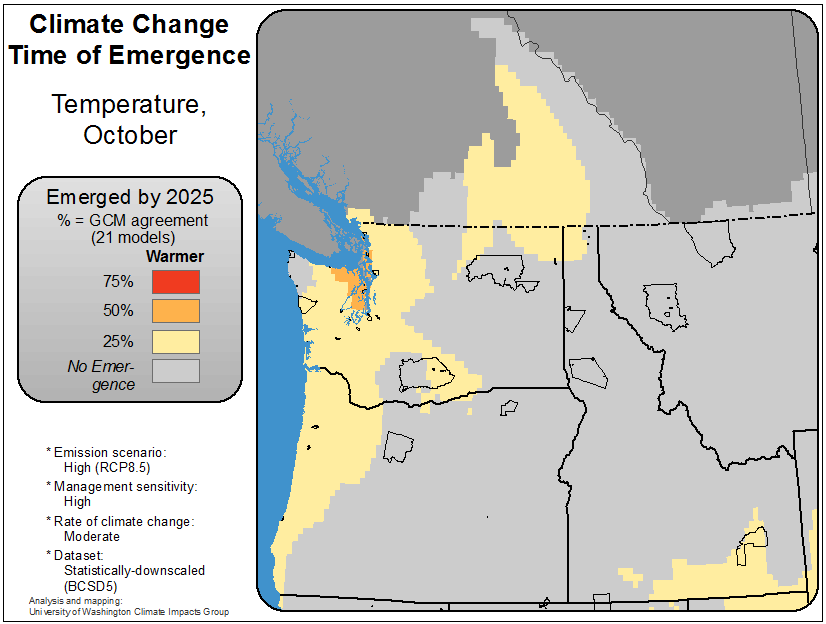 Climate Change
Time of Emergence
Temperature,
October
Emerged by 2025
% = GCM agreement
(21 models)
Warmer
75%
50%
25%
No Emer-
gence
* Emission scenario:
High (RCP8.5)
* Management sensitivity:
High
* Rate of climate change:
Moderate
* Dataset:
Statistically-downscaled
(BCSD5)
Analysis and mapping:
University of Washington Climate Impacts Group